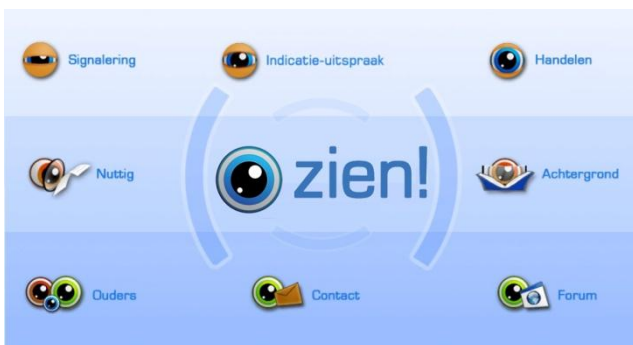 Signalering
Indicatie-uitspraak
Handelen
Nuttig
zien!
Achtergrond
Ouders
Contact
Forum